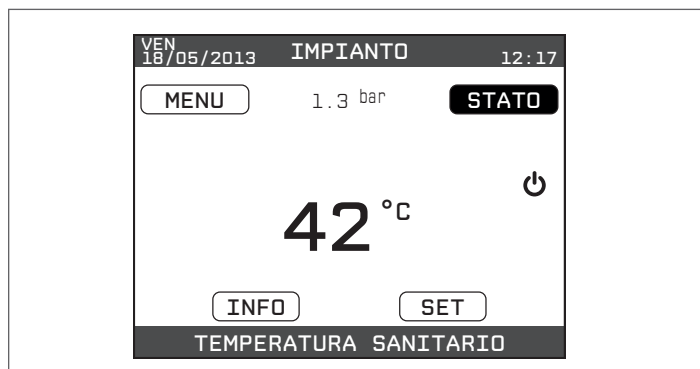 VEN
18/05/2013 IMPIANTO 12:17
MENU 1.3 bar STATO
42 °C
INFO SET
TEMPERATURA SANITARIO